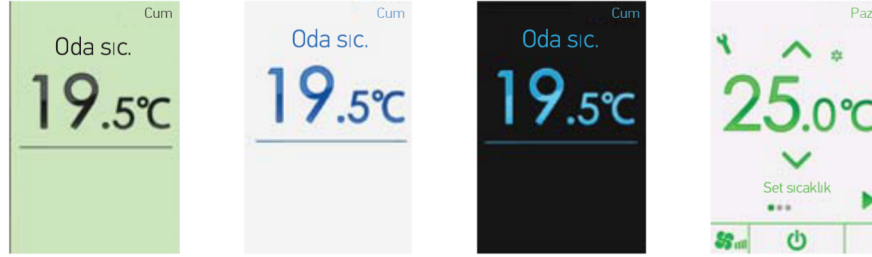 Cum
Oda sıc.
19.5°C
Cum
Oda sıc.
19.5°C
Cum
Oda sıc.
19.5°C
Paz
25.0°C
Set sıcaklık